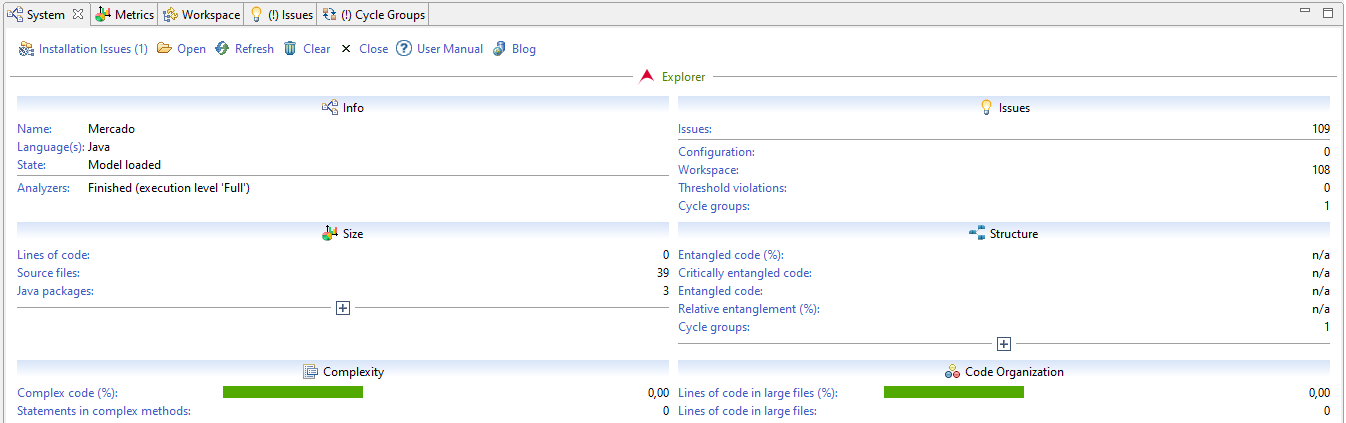 System Metrics Workspace (!) Issues (!) Cycle Groups
Installation Issues (1) Open Refresh Clear Close User Manual Blog
Explorer
Info
Name: Mercado
Language(s): Java
State: Model loaded
Analyzers: Finished (execution level 'Full')
Issues
Issues: 109
Configuration: 0
Workspace: 108
Threshold violations: 0
Cycle groups: 1
Size
Lines of code: 0
Source files: 39
Java packages: 3
Structure
Entangled code (%): n/a
Critically entangled code: n/a
Entangled code: n/a
Relative entanglement (%): n/a
Cycle groups: 1
Complexity
Complex code (%): 0,00
Statements in complex methods: 0
Code Organization
Lines of code in large files (%): 0,00
Lines of code in large files: 0